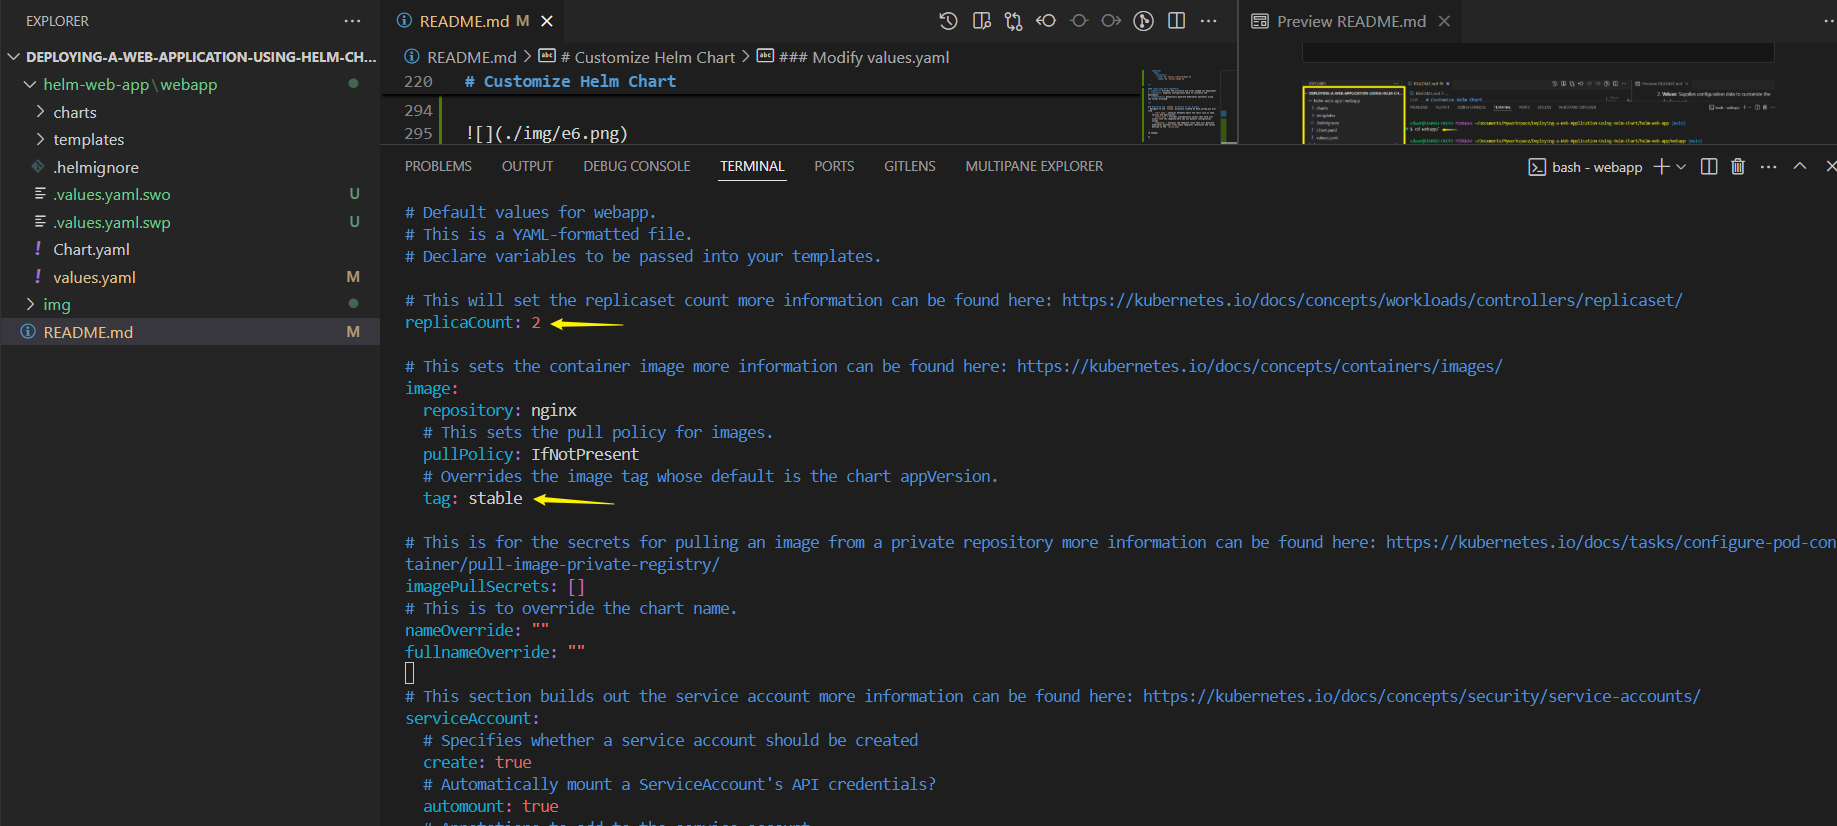 EXPLORER
DEPLOYING-A-WEB-APPLICATION-USING-HELM-CH...
helm-web-app\webapp
charts
templates
.helmignore
.values.yaml.swo U
.values.yaml.swp U
Chart.yaml
values.yaml M
img
README.md M
README.md M
README.md > # Customize Helm Chart > ### Modify values.yaml
220 # Customize Helm Chart
294
295 ![](./img/e6.png)
Preview README.md
PROBLEMS OUTPUT DEBUG CONSOLE TERMINAL PORTS GITLENS MULTIPANE EXPLORER
bash - webapp
# Default values for webapp.
# This is a YAML-formatted file.
# Declare variables to be passed into your templates.
# This will set the replicaset count more information can be found here: https://kubernetes.io/docs/concepts/workloads/controllers/replicaset/
replicaCount: 2
# This sets the container image more information can be found here: https://kubernetes.io/docs/concepts/containers/images/
image:
repository: nginx
# This sets the pull policy for images.
pullPolicy: IfNotPresent
# Overrides the image tag whose default is the chart appVersion.
tag: stable
# This is for the secrets for pulling an image from a private repository more information can be found here: https://kubernetes.io/docs/tasks/configure-pod-con
tainer/pull-image-private-registry/
imagePullSecrets: []
# This is to override the chart name.
nameOverride: ""
fullnameOverride: ""
# This section builds out the service account more information can be found here: https://kubernetes.io/docs/concepts/security/service-accounts/
serviceAccount:
# Specifies whether a service account should be created
create: true
# Automatically mount a ServiceAccount's API credentials?
automount: true